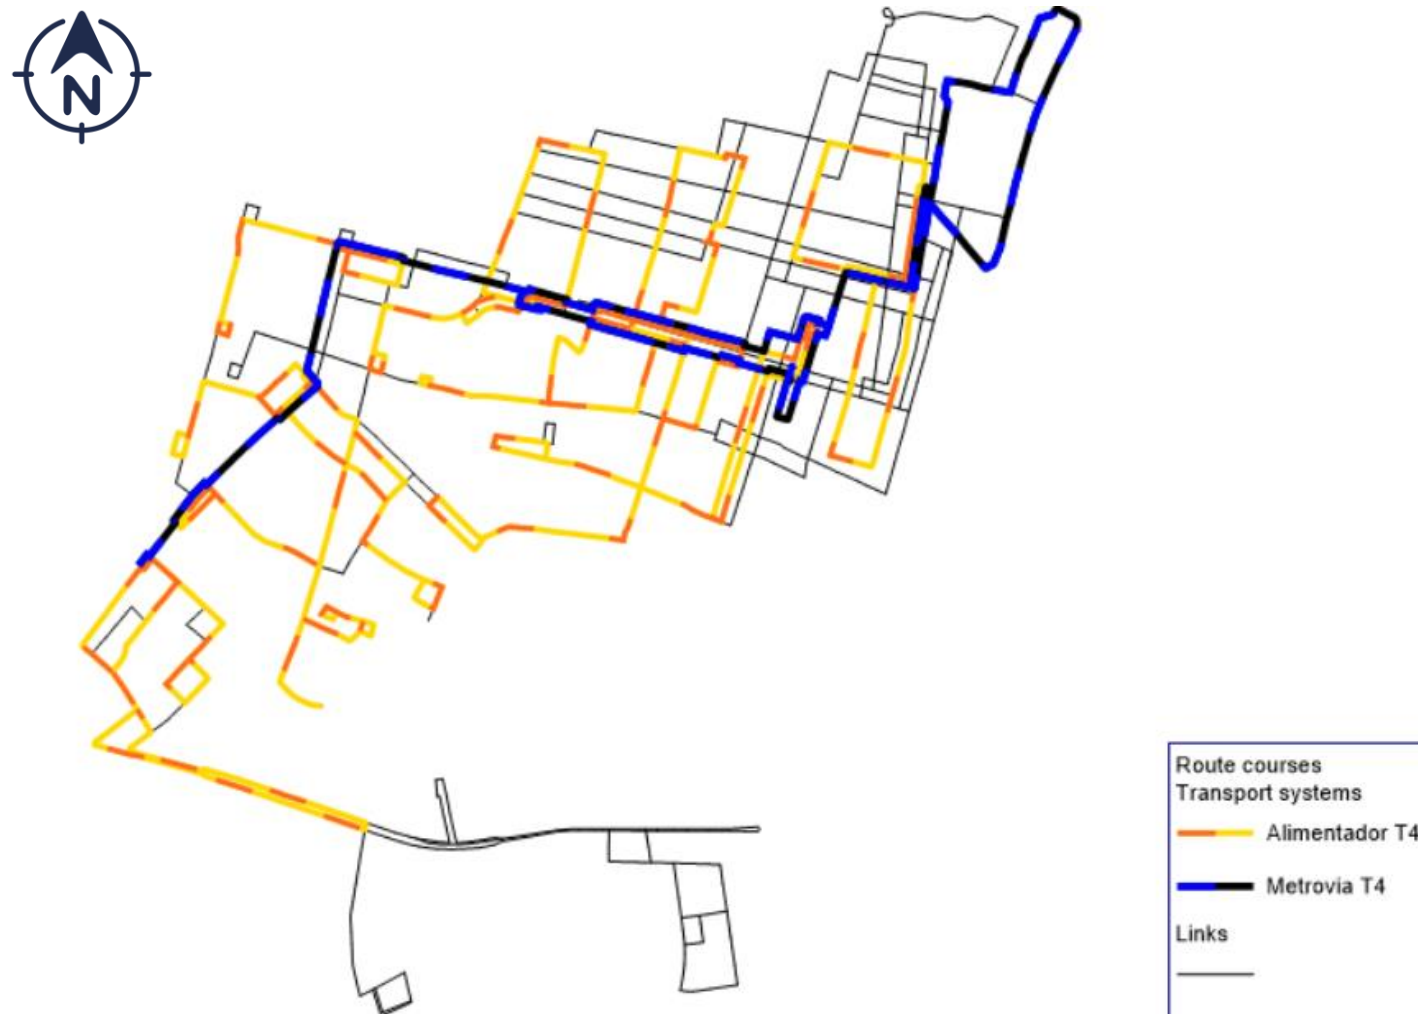 N
Route courses
Transport systems
Alimentador T4
Metrovia T4
Links